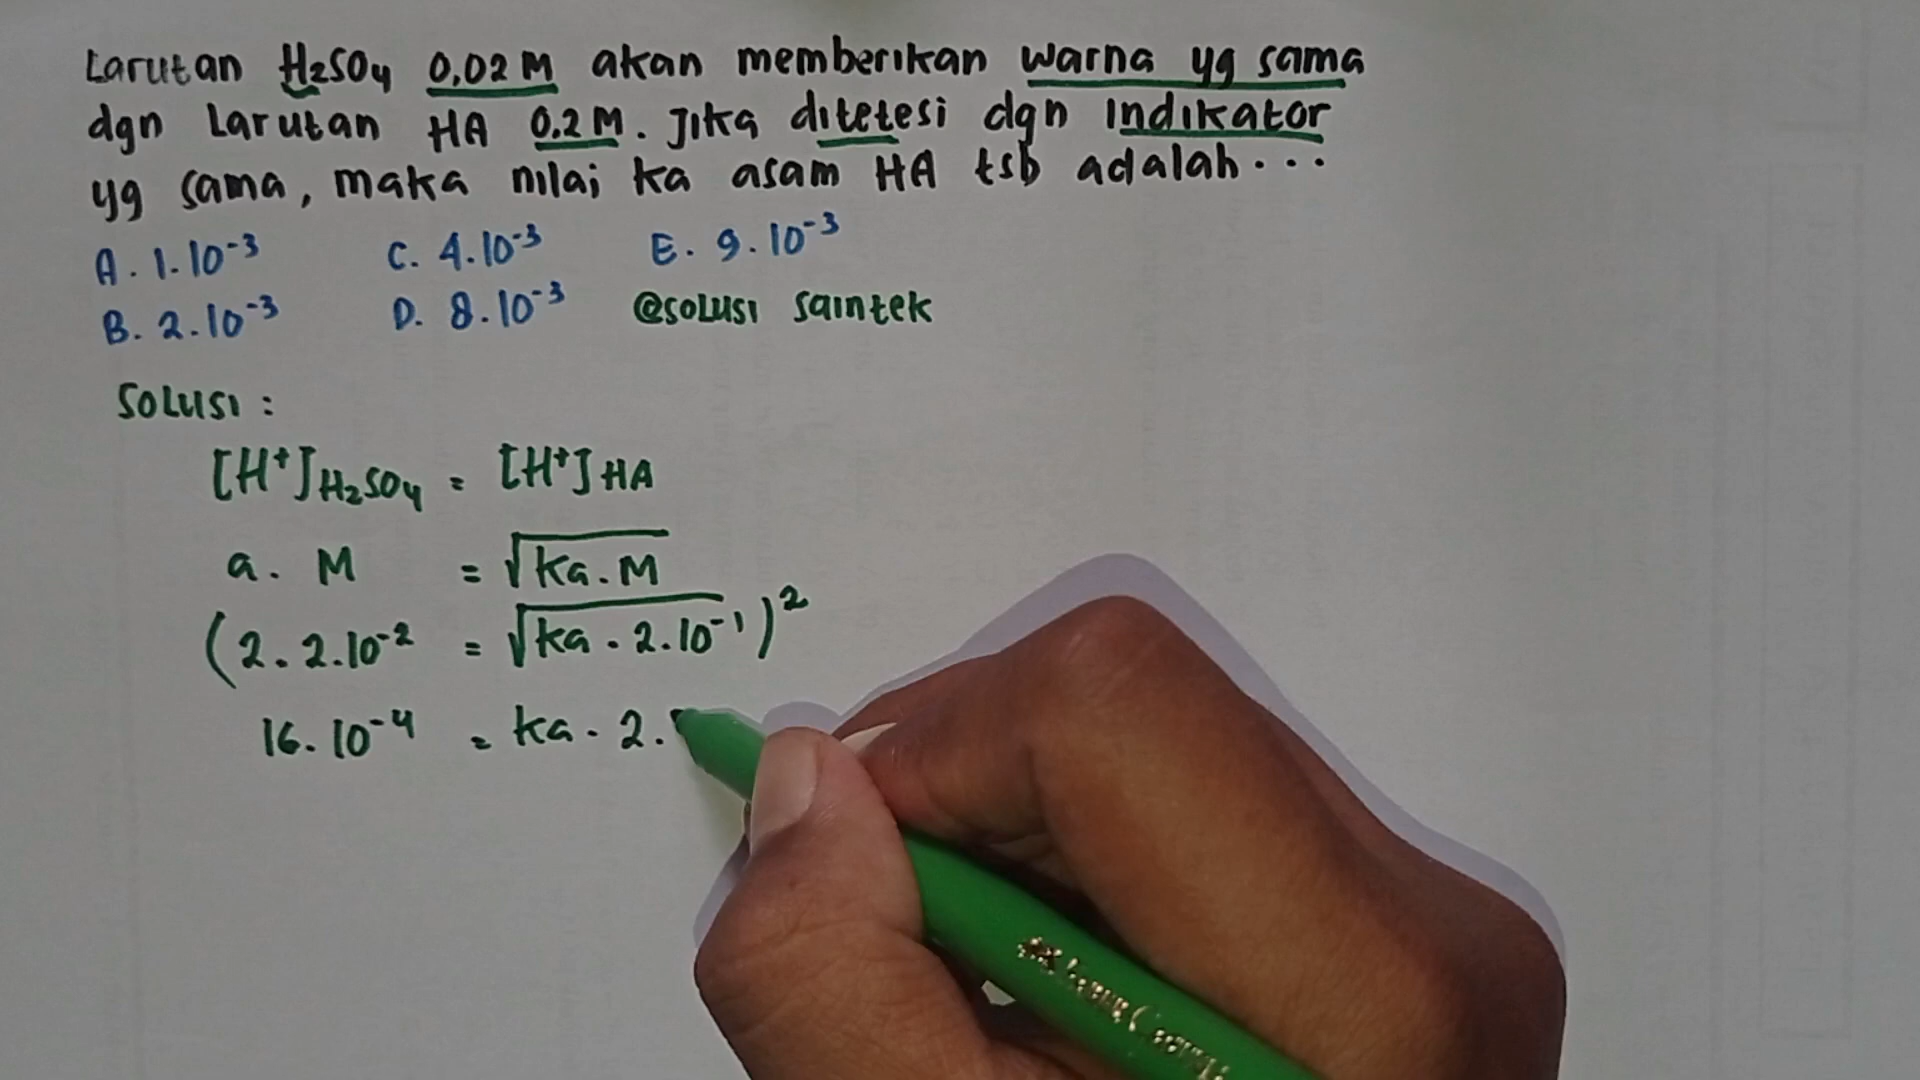 Larutan H₂SO₄ 0,02 M akan memberikan warna yg sama
dgn Larutan HA 0.2 M. Jika ditetesi dgn Indikator
yg sama, maka nilai ka asam HA tsb adalah...
A. 1.10⁻³ C. 4.10⁻³ E. 9.10⁻³
B. 2.10⁻³ D. 8.10⁻³ @solusi saintek
SOLUSI :
[H⁺]H₂SO₄ = [H⁺]HA
a. M = √ka.M
(2.2.10⁻² = √ka.2.10⁻¹)²
16.10⁻⁴ = ka.2.